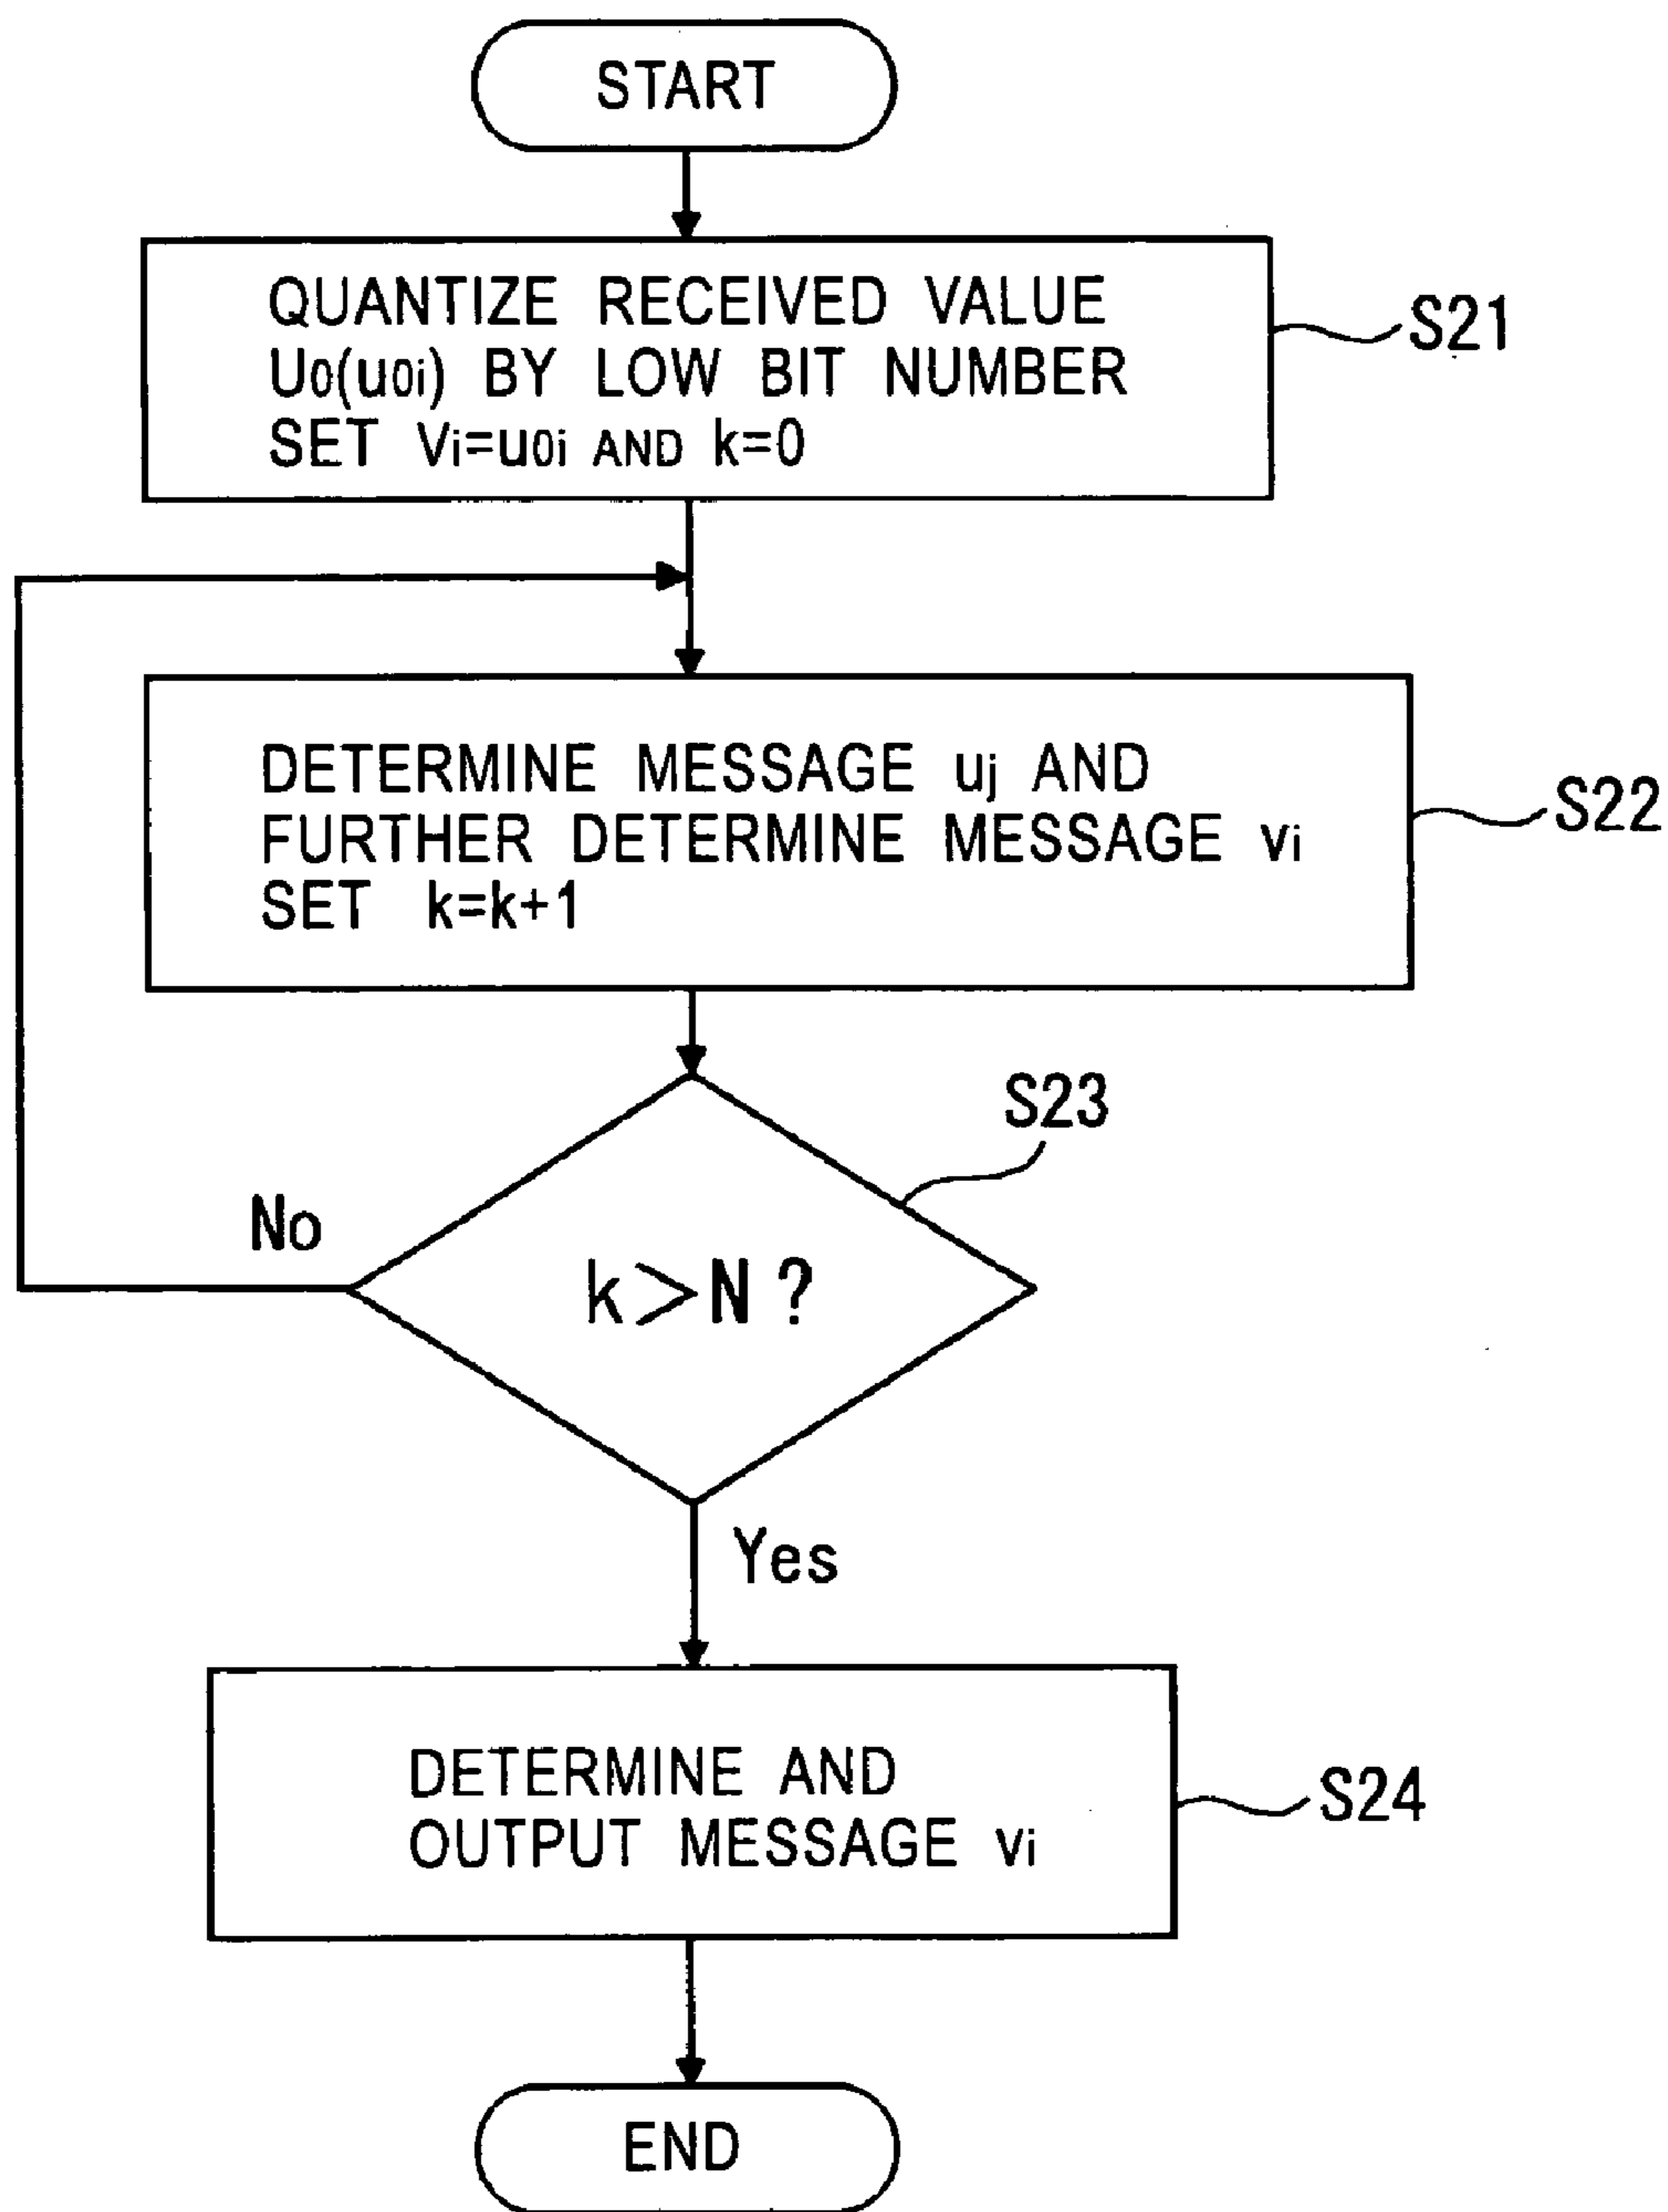 START
QUANTIZE RECEIVED VALUE
U0(u0i) BY LOW BIT NUMBER
SET Vi=u0i AND k=0
S21
DETERMINE MESSAGE uj AND
FURTHER DETERMINE MESSAGE vi
SET k=k+1
S22
S23
No
k>N?
Yes
DETERMINE AND
OUTPUT MESSAGE vi
S24
END